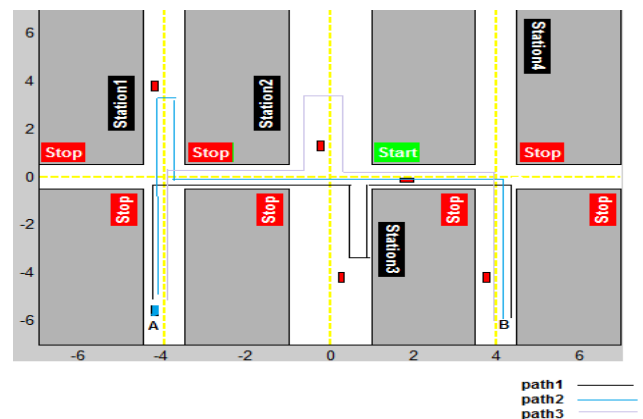 6
4
2
0
-2
-4
-6
Station1
Station2
Station4
Stop
Stop
Start
Stop
Stop
Stop
Stop
Stop
Station3
A
B
-6
-4
-2
0
2
4
6
path1
path2
path3